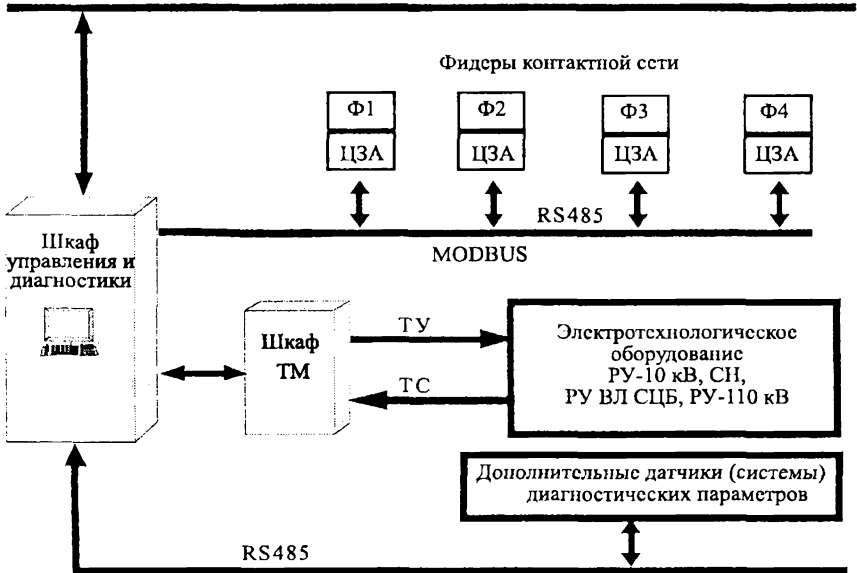 Фидеры контактной сети
Ф1 Ф2 Ф3 Ф4
ЦЗА ЦЗА ЦЗА ЦЗА
RS485
MODBUS
Шкаф
управления и
диагностики
Шкаф
ТМ
ТУ
ТС
Электротехнологическое
оборудование
РУ-10 кВ, СН,
РУ ВЛ СЦБ, РУ-110 кВ
Дополнительные датчики (системы)
диагностических параметров
RS485